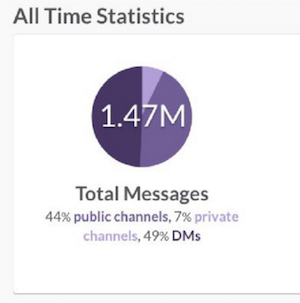 All Time Statistics
1.47M
Total Messages
44% public channels, 7% private
channels, 49% DMs